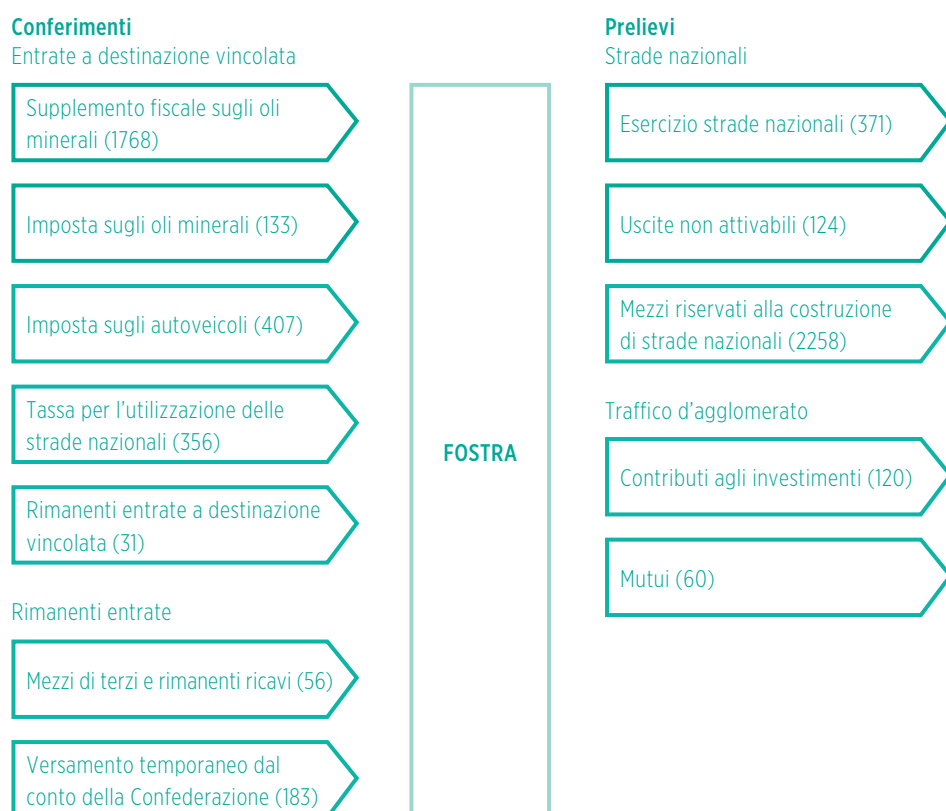 Conferimenti
Entrate a destinazione vincolata
Supplemento fiscale sugli oli
minerali (1768)
Imposta sugli oli minerali (133)
Imposta sugli autoveicoli (407)
Tassa per l’utilizzazione delle
strade nazionali (356)
Rimanenti entrate a destinazione
vincolata (31)
Rimanenti entrate
Mezzi di terzi e rimanenti ricavi (56)
Versamento temporaneo dal
conto della Confederazione (183)
FOSTRA
Prelievi
Strade nazionali
Esercizio strade nazionali (371)
Uscite non attivabili (124)
Mezzi riservati alla costruzione
di strade nazionali (2258)
Traffico d’agglomerato
Contributi agli investimenti (120)
Mutui (60)